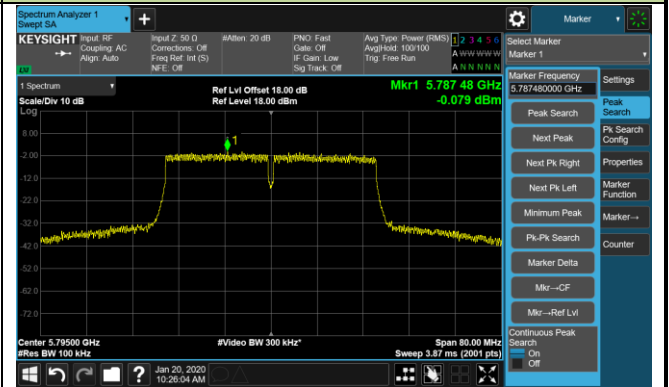 Spectrum Analyzer 1
Swept SA
Marker
KEYSIGHT
Input: RF
Coupling: AC
Align: Auto
Input Z: 50 Ω
Corrections: Off
Freq Ref: Int (S)
NFE: Off
#Atten: 20 dB
PNO: Fast
Gate: Off
IF Gain: Low
Sig Track: Off
Avg Type: Power (RMS)
Avg|Hold: 100/100
Trig: Free Run
1 2 3 4 5 6
A W W W W W
A N N N N N
Select Marker
Marker 1
1 Spectrum
Scale/Div 10 dB
Log
Ref Lvl Offset 18.00 dB
Ref Level 18.00 dBm
Mkr1 5.787 48 GHz
-0.079 dBm
8.00
-2.00
-12.0
-22.0
-32.0
-42.0
-52.0
-62.0
-72.0
1
Center 5.79500 GHz
#Res BW 100 kHz
#Video BW 300 kHz*
Span 80.00 MHz
Sweep 3.87 ms (2001 pts)
Marker Frequency
5.787480000 GHz
Peak Search
Next Peak
Next Pk Right
Next Pk Left
Minimum Peak
Pk-Pk Search
Marker Delta
Mkr→CF
Mkr→Ref Lvl
Continuous Peak
Search
On
Off
Settings
Peak
Search
Pk Search
Config
Properties
Marker
Function
Marker→
Counter
Jan 20, 2020
10:26:04 AM